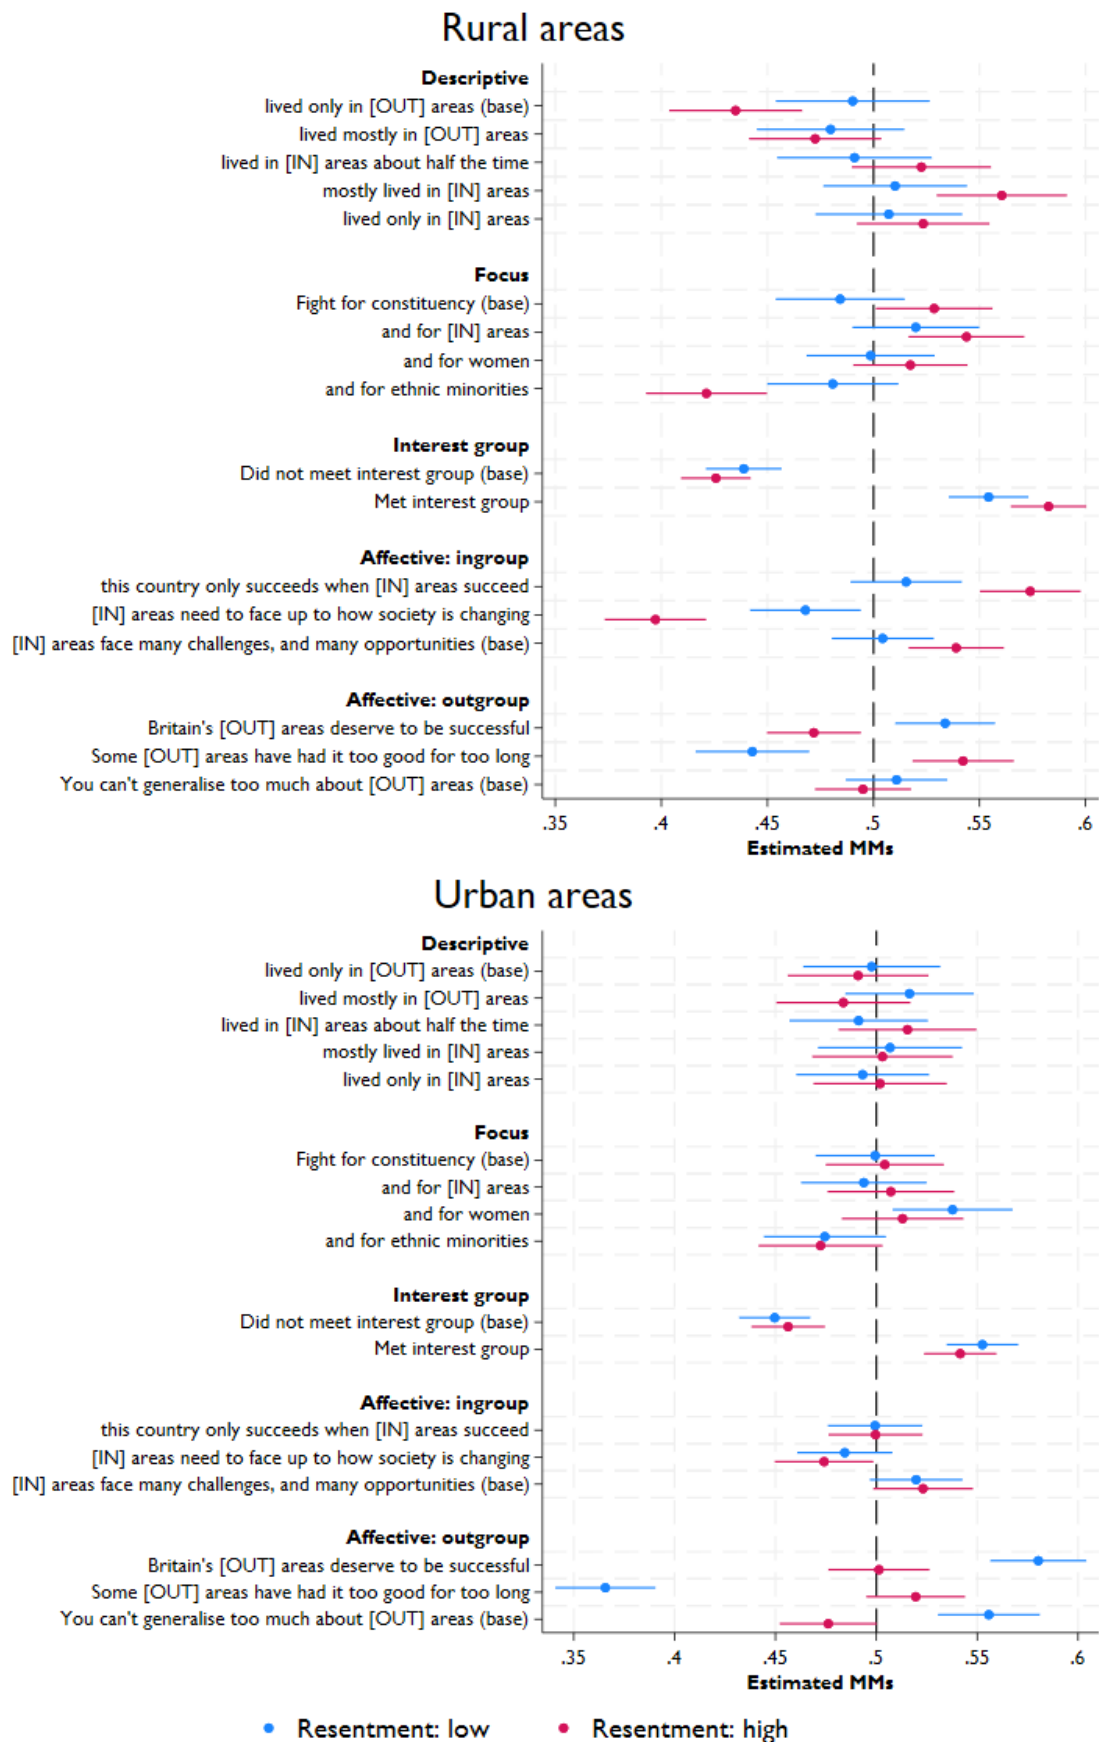 Rural areas
Descriptive
lived only in [OUT] areas (base)
lived mostly in [OUT] areas
lived in [IN] areas about half the time
mostly lived in [IN] areas
lived only in [IN] areas
Focus
Fight for constituency (base)
and for [IN] areas
and for women
and for ethnic minorities
Interest group
Did not meet interest group (base)
Met interest group
Affective: ingroup
this country only succeeds when [IN] areas succeed
[IN] areas need to face up to how society is changing
[IN] areas face many challenges, and many opportunities (base)
Affective: outgroup
Britain's [OUT] areas deserve to be successful
Some [OUT] areas have had it too good for too long
You can't generalise too much about [OUT] areas (base)
.35 .4 .45 .5 .55 .6
Estimated MMs
Urban areas
Descriptive
lived only in [OUT] areas (base)
lived mostly in [OUT] areas
lived in [IN] areas about half the time
mostly lived in [IN] areas
lived only in [IN] areas
Focus
Fight for constituency (base)
and for [IN] areas
and for women
and for ethnic minorities
Interest group
Did not meet interest group (base)
Met interest group
Affective: ingroup
this country only succeeds when [IN] areas succeed
[IN] areas need to face up to how society is changing
[IN] areas face many challenges, and many opportunities (base)
Affective: outgroup
Britain's [OUT] areas deserve to be successful
Some [OUT] areas have had it too good for too long
You can't generalise too much about [OUT] areas (base)
.35 .4 .45 .5 .55 .6
Estimated MMs
Resentment: low Resentment: high